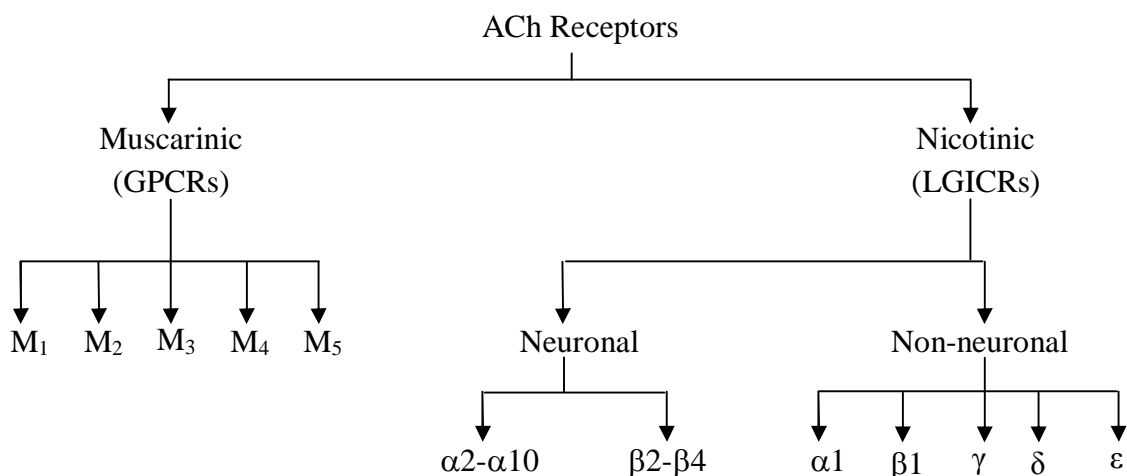 ACh Receptors
Muscarinic
(GPCRs)
Nicotinic
(LGICRs)
M₁ M₂ M₃ M₄ M₅
Neuronal
Non-neuronal
α2-α10 β2-β4
α1 β1 γ δ ε